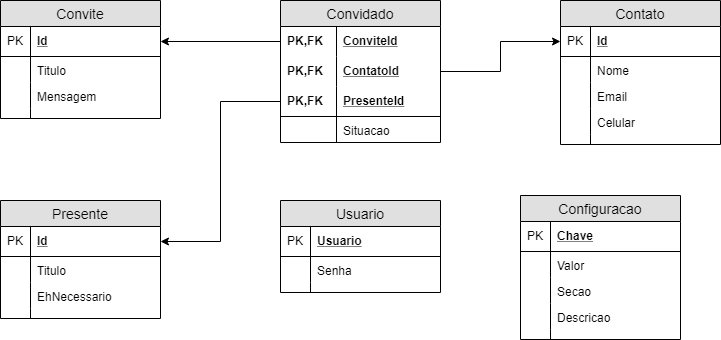 Convite
PK Id
Titulo
Mensagem
Convidado
PK,FK ConviteId
PK,FK ContatoId
PK,FK PresenteId
Situacao
Contato
PK Id
Nome
Email
Celular
Presente
PK Id
Titulo
EhNecessario
Usuario
PK Usuario
Senha
Configuracao
PK Chave
Valor
Secao
Descricao